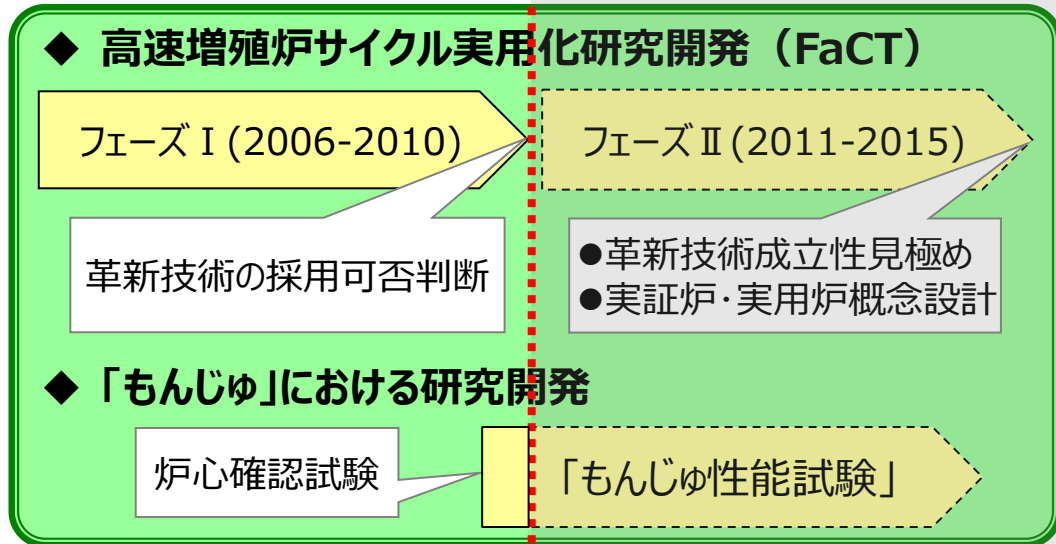 ◆ 高速増殖炉サイクル実用化研究開発（FaCT）
フェーズⅠ(2006-2010)
フェーズⅡ(2011-2015)
革新技術の採用可否判断
●革新技術成立性見極め
●実証炉・実用炉概念設計
◆ 「もんじゅ」における研究開発
炉心確認試験
「もんじゅ性能試験」